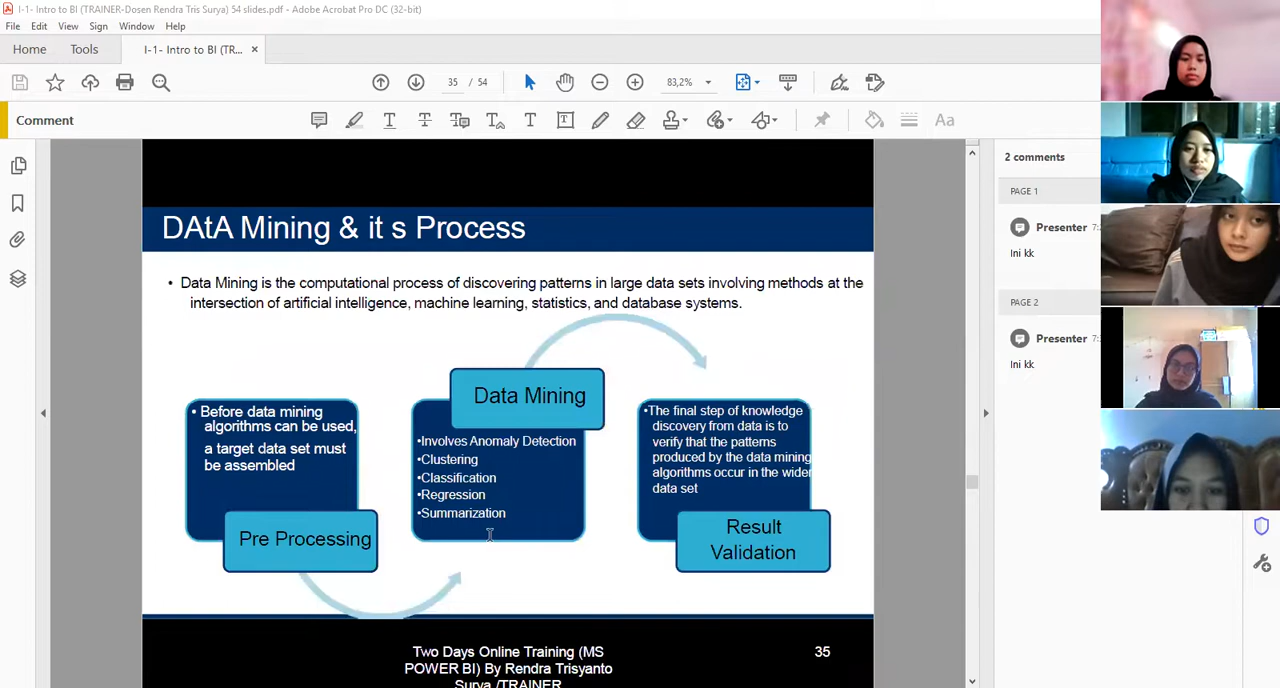 I-1- Intro to BI (TRAINER-Dosen Rendra Tris Surya) 54 slides.pdf - Adobe Acrobat Pro DC (32-bit)
File Edit View Sign Window Help
Home Tools I-1- Intro to BI (TR... ×
35 / 54 83,2%
Comment
Aa
2 comments
PAGE 1
Presenter 7:
Ini kk
PAGE 2
Presenter 7:
Ini kk
DAtA Mining & it s Process
• Data Mining is the computational process of discovering patterns in large data sets involving methods at the
intersection of artificial intelligence, machine learning, statistics, and database systems.
• Before data mining
algorithms can be used,
a target data set must
be assembled
Pre Processing
Data Mining
•Involves Anomaly Detection
•Clustering
•Classification
•Regression
•Summarization
•The final step of knowledge
discovery from data is to
verify that the patterns
produced by the data mining
algorithms occur in the wider
data set
Result
Validation
Two Days Online Training (MS
POWER BI) By Rendra Trisyanto
Surya /TRAINER
35